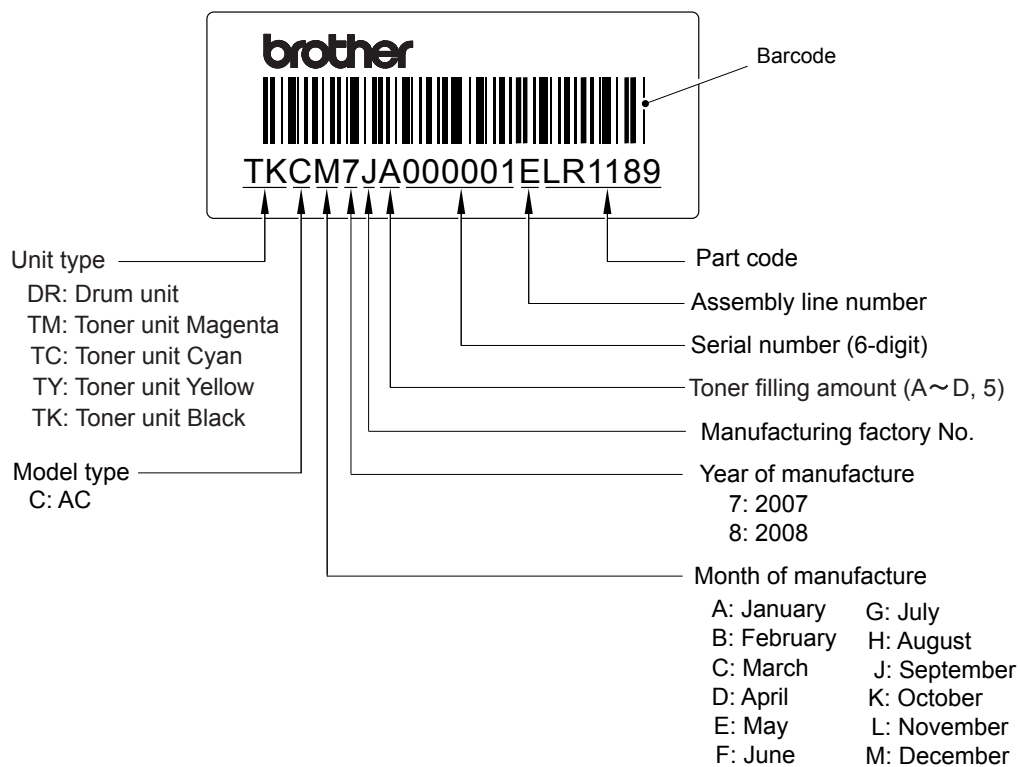 brother
Barcode
TKCM7JA000001ELR1189
Unit type
DR: Drum unit
TM: Toner unit Magenta
TC: Toner unit Cyan
TY: Toner unit Yellow
TK: Toner unit Black
Model type
C: AC
Part code
Assembly line number
Serial number (6-digit)
Toner filling amount (A～D, 5)
Manufacturing factory No.
Year of manufacture
7: 2007
8: 2008
Month of manufacture
A: January G: July
B: February H: August
C: March J: September
D: April K: October
E: May L: November
F: June M: December